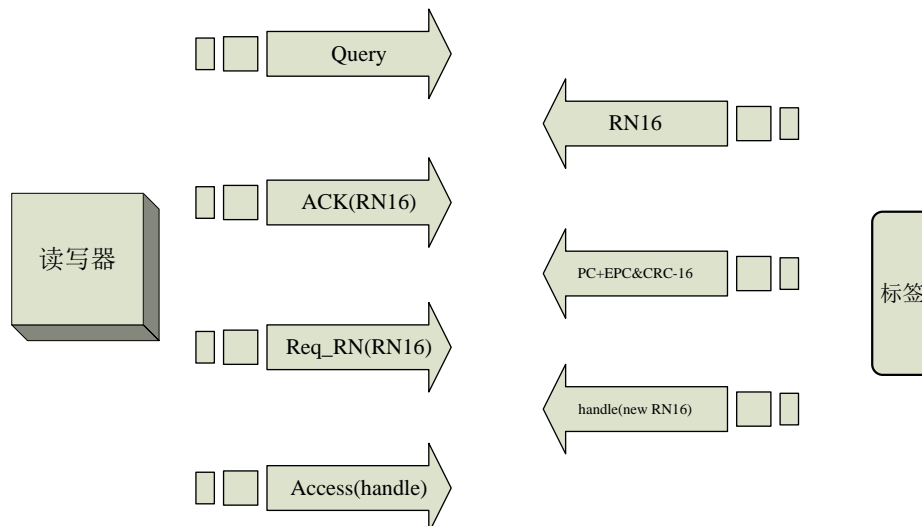 Query
RN16
ACK(RN16)
读写器
PC+EPC&CRC-16
标签
Req_RN(RN16)
handle(new RN16)
Access(handle)